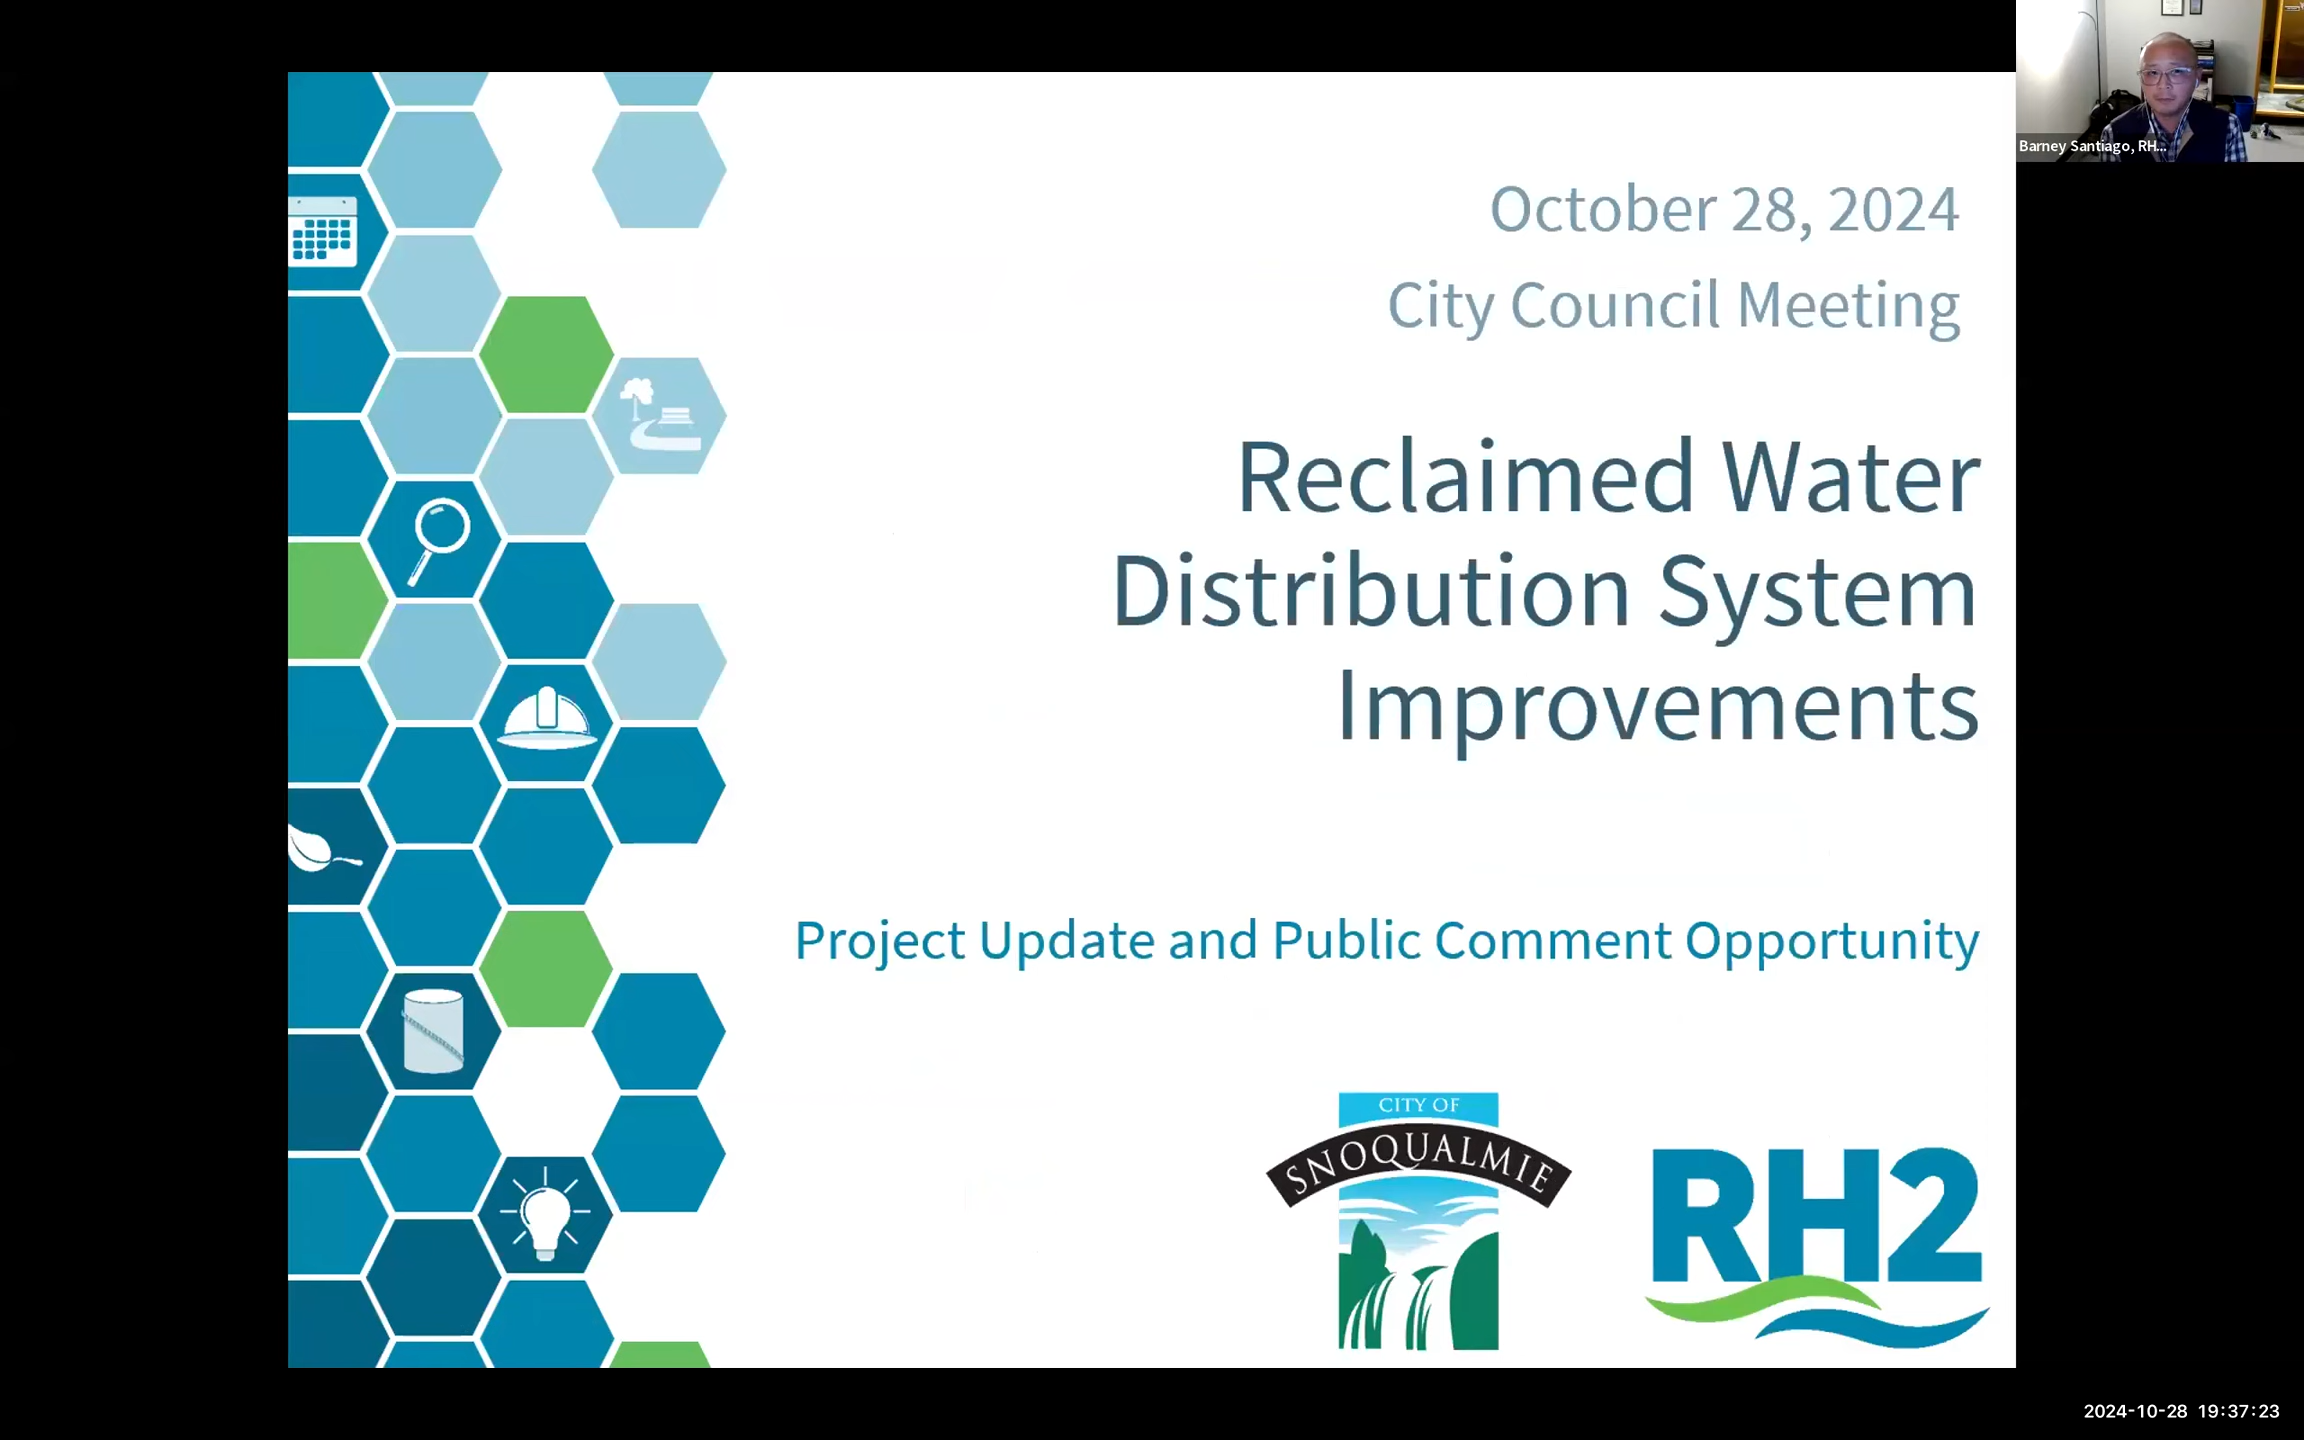 Barney Santiago, RH...
October 28, 2024
City Council Meeting
Reclaimed Water
Distribution System
Improvements
Project Update and Public Comment Opportunity
CITY OF
SNOQUALMIE
RH2
2024-10-28 19:37:23